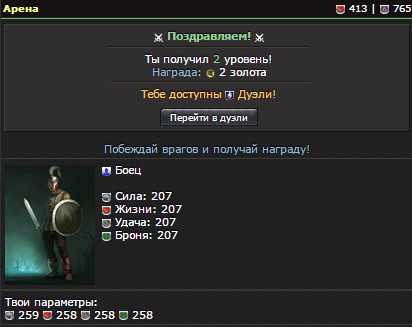 Арена 413 | 765
Поздравляем!
Ты получил 2 уровень!
Награда: 2 золота
Тебе доступны Дуэли!
Перейти в дуэли
Побеждай врагов и получай награду!
Боец
Сила: 207
Жизни: 207
Удача: 207
Броня: 207
Твои параметры:
259 258 258 258